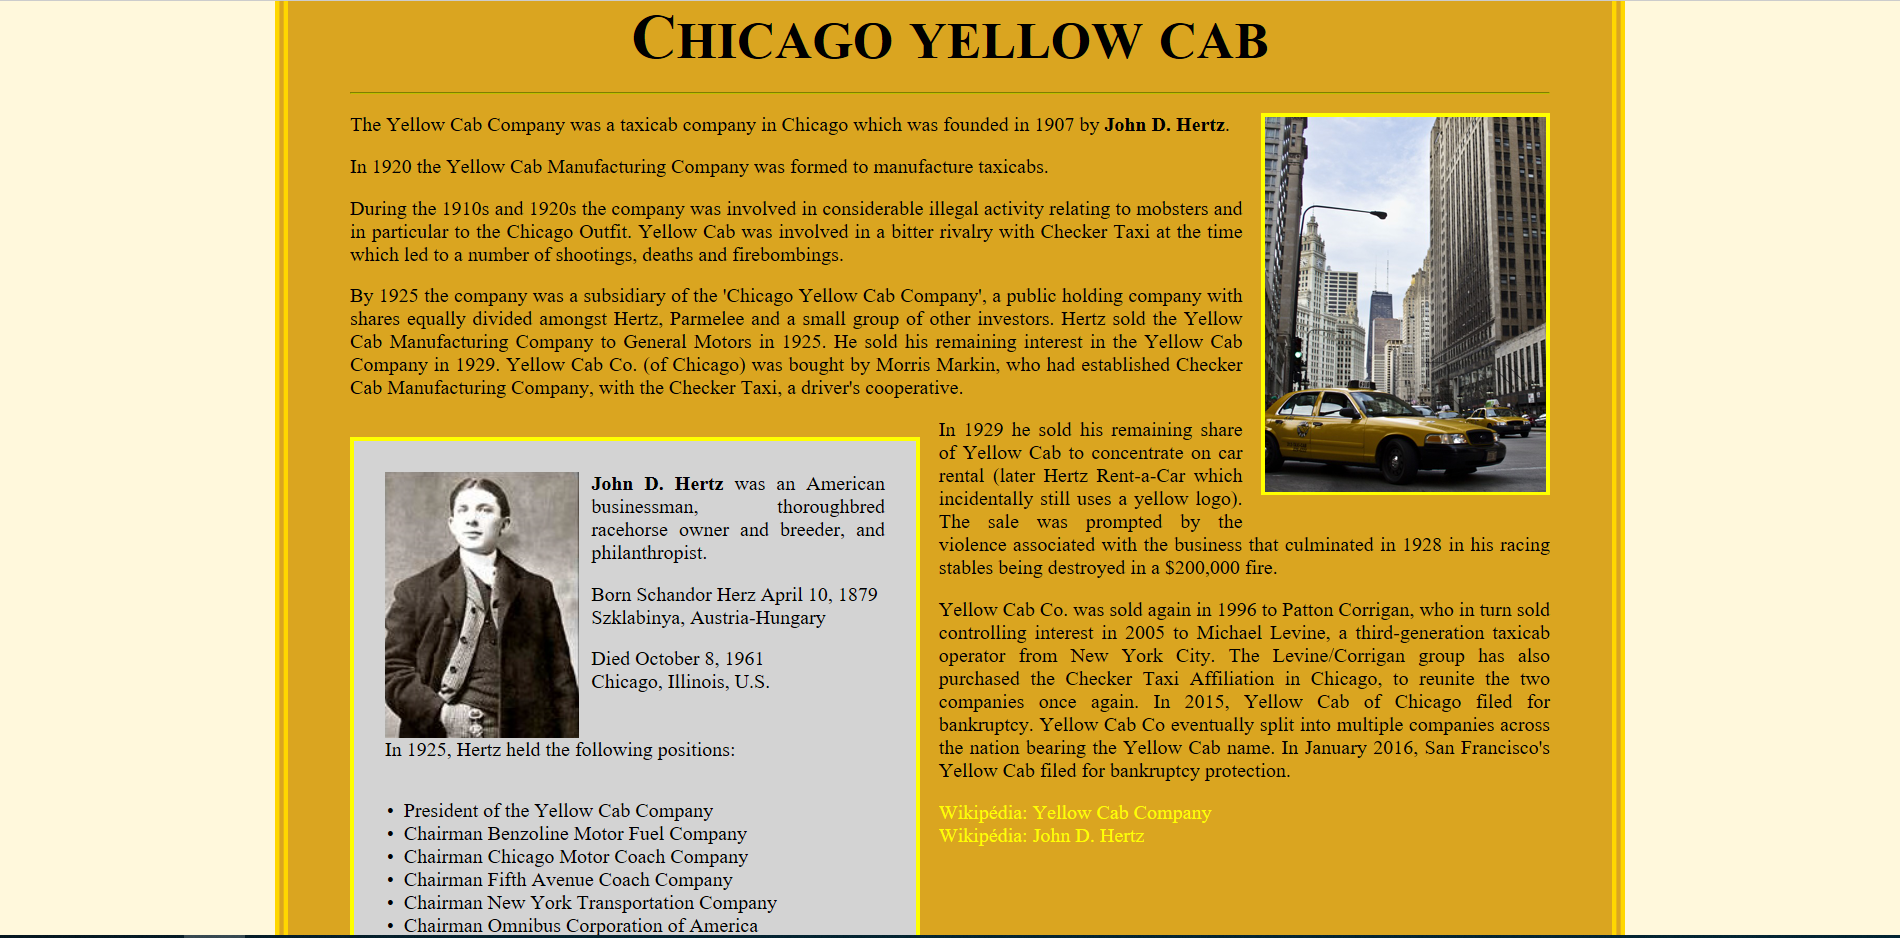 Chicago yellow cab
The Yellow Cab Company was a taxicab company in Chicago which was founded in 1907 by John D. Hertz.
In 1920 the Yellow Cab Manufacturing Company was formed to manufacture taxicabs.
During the 1910s and 1920s the company was involved in considerable illegal activity relating to mobsters and
in particular to the Chicago Outfit. Yellow Cab was involved in a bitter rivalry with Checker Taxi at the time
which led to a number of shootings, deaths and firebombings.
By 1925 the company was a subsidiary of the 'Chicago Yellow Cab Company', a public holding company with
shares equally divided amongst Hertz, Parmelee and a small group of other investors. Hertz sold the Yellow
Cab Manufacturing Company to General Motors in 1925. He sold his remaining interest in the Yellow Cab
Company in 1929. Yellow Cab Co. (of Chicago) was bought by Morris Markin, who had established Checker
Cab Manufacturing Company, with the Checker Taxi, a driver's cooperative.
John D. Hertz was an American
businessman, thoroughbred
racehorse owner and breeder, and
philanthropist.
Born Schandor Herz April 10, 1879
Szklabinya, Austria-Hungary
Died October 8, 1961
Chicago, Illinois, U.S.
In 1925, Hertz held the following positions:
• President of the Yellow Cab Company
• Chairman Benzoline Motor Fuel Company
• Chairman Chicago Motor Coach Company
• Chairman Fifth Avenue Coach Company
• Chairman New York Transportation Company
• Chairman Omnibus Corporation of America
In 1929 he sold his remaining share
of Yellow Cab to concentrate on car
rental (later Hertz Rent-a-Car which
incidentally still uses a yellow logo).
The sale was prompted by the
violence associated with the business that culminated in 1928 in his racing
stables being destroyed in a $200,000 fire.
Yellow Cab Co. was sold again in 1996 to Patton Corrigan, who in turn sold
controlling interest in 2005 to Michael Levine, a third-generation taxicab
operator from New York City. The Levine/Corrigan group has also
purchased the Checker Taxi Affiliation in Chicago, to reunite the two
companies once again. In 2015, Yellow Cab of Chicago filed for
bankruptcy. Yellow Cab Co eventually split into multiple companies across
the nation bearing the Yellow Cab name. In January 2016, San Francisco's
Yellow Cab filed for bankruptcy protection.
Wikipédia: Yellow Cab Company
Wikipédia: John D. Hertz